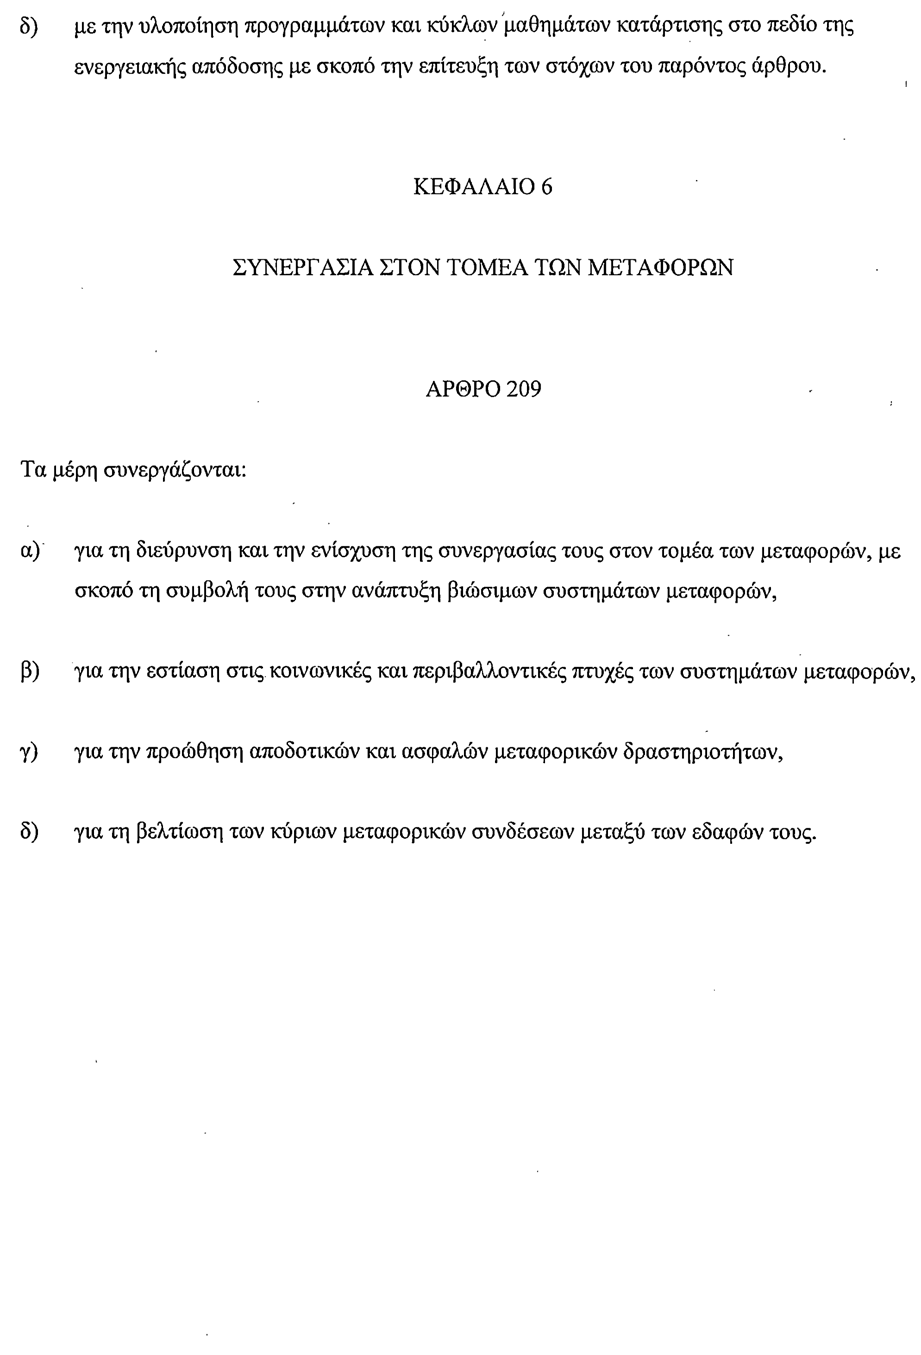 δ) με την υλοποίηση προγραμμάτων και κύκλων μαθημάτων κατάρτισης στο πεδίο της
ενεργειακής απόδοσης με σκοπό την επίτευξη των στόχων του παρόντος άρθρου.
ΚΕΦΑΛΑΙΟ 6
ΣΥΝΕΡΓΑΣΙΑ ΣΤΟΝ ΤΟΜΕΑ ΤΩΝ ΜΕΤΑΦΟΡΩΝ
ΑΡΘΡΟ 209
Τα μέρη συνεργάζονται:
α) για τη διεύρυνση και την ενίσχυση της συνεργασίας τους στον τομέα των μεταφορών, με
σκοπό τη συμβολή τους στην ανάπτυξη βιώσιμων συστημάτων μεταφορών,
β) για την εστίαση στις κοινωνικές και περιβαλλοντικές πτυχές των συστημάτων μεταφορών,
γ) για την προώθηση αποδοτικών και ασφαλών μεταφορικών δραστηριοτήτων,
δ) για τη βελτίωση των κύριων μεταφορικών συνδέσεων μεταξύ των εδαφών τους.